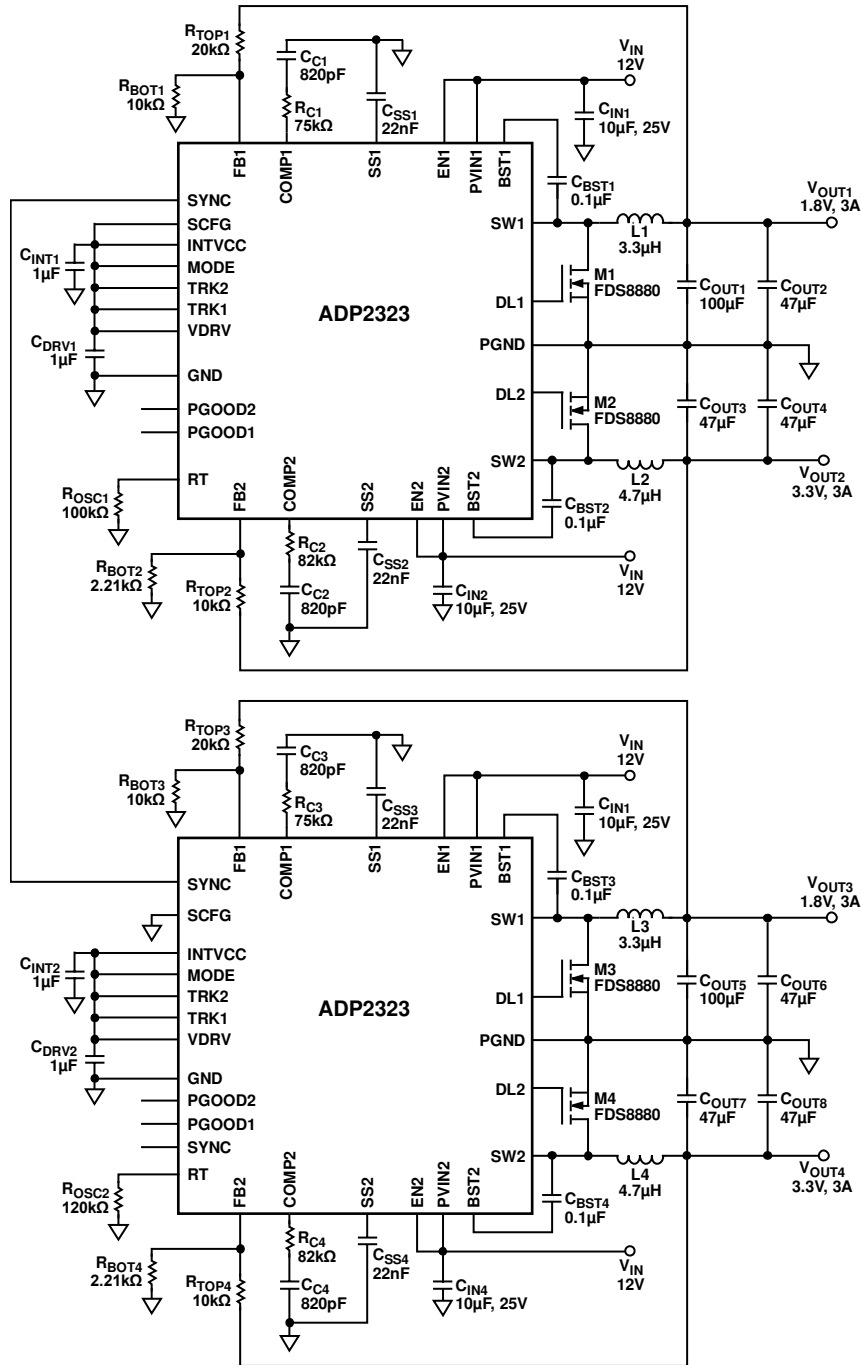 RTOP1
20kΩ
CC1
820pF
VIN
12V
RBOT1
10kΩ
RC1
75kΩ
CSS1
22nF
CIN1
10µF, 25V
FB1
COMP1
SS1
EN1
PVIN1
BST1
CBST1
0.1µF
SYNC
SCFG
INTVCC
MODE
TRK2
TRK1
VDRV
GND
PGOOD2
PGOOD1
RT
CINT1
1µF
CDRV1
1µF
ADP2323
SW1
DL1
PGND
DL2
SW2
L1
3.3µH
VOUT1
1.8V, 3A
M1
FDS8880
COUT1
100µF
COUT2
47µF
M2
FDS8880
COUT3
47µF
COUT4
47µF
L2
4.7µH
VOUT2
3.3V, 3A
ROSC1
100kΩ
FB2
COMP2
SS2
EN2
PVIN2
BST2
CBST2
0.1µF
RBOT2
2.21kΩ
RTOP2
10kΩ
RC2
82kΩ
CC2
820pF
CSS2
22nF
CIN2
10µF, 25V
VIN
12V
RTOP3
20kΩ
CC3
820pF
VIN
12V
RBOT3
10kΩ
RC3
75kΩ
CSS3
22nF
CIN1
10µF, 25V
FB1
COMP1
SS1
EN1
PVIN1
BST1
CBST3
0.1µF
SYNC
SCFG
INTVCC
MODE
TRK2
TRK1
VDRV
GND
PGOOD2
PGOOD1
SYNC
RT
CINT2
1µF
CDRV2
1µF
ADP2323
SW1
DL1
PGND
DL2
SW2
L3
3.3µH
VOUT3
1.8V, 3A
M3
FDS8880
COUT5
100µF
COUT6
47µF
M4
FDS8880
COUT7
47µF
COUT8
47µF
L4
4.7µH
VOUT4
3.3V, 3A
ROSC2
120kΩ
FB2
COMP2
SS2
EN2
PVIN2
BST2
CBST4
0.1µF
RBOT4
2.21kΩ
RTOP4
10kΩ
RC4
82kΩ
CC4
820pF
CSS4
22nF
CIN4
10µF, 25V
VIN
12V